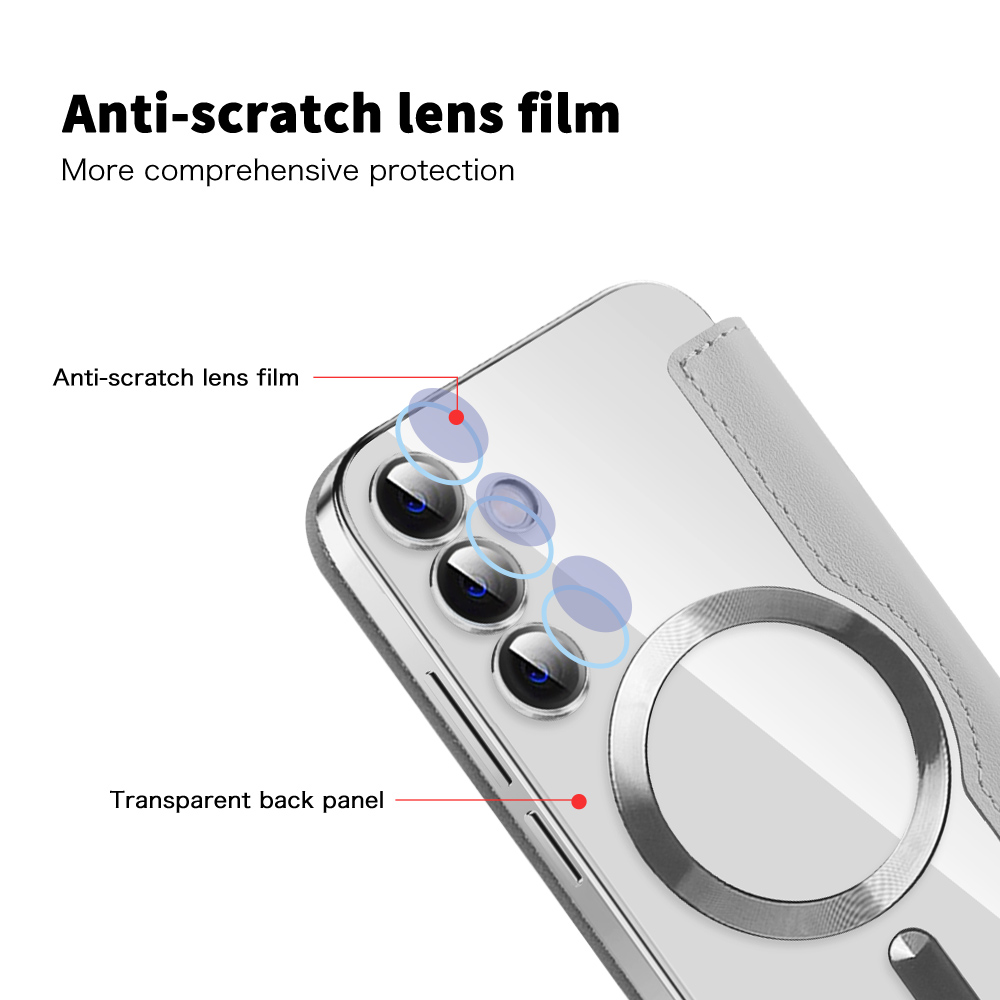 Anti-scratch lens film
More comprehensive protection
Anti-scratch lens film
Transparent back panel